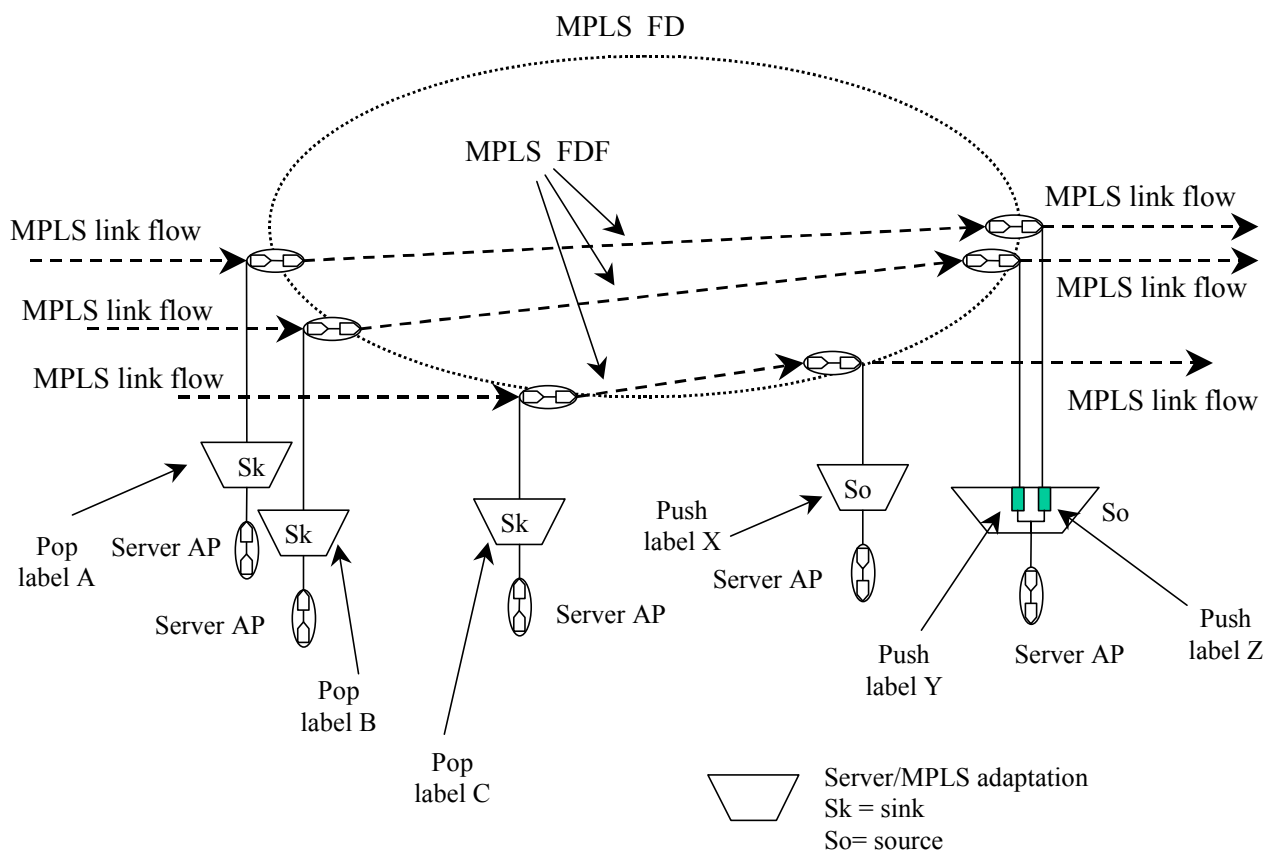 MPLS FD
MPLS FDF
MPLS link flow
MPLS link flow
MPLS link flow
MPLS link flow
MPLS link flow
MPLS link flow
Sk
Sk
Sk
So
So
Pop
label A
Server AP
Server AP
Pop
label B
Server AP
Pop
label C
Push
label X
Server AP
Push
label Y
Server AP
Push
label Z
Server/MPLS adaptation
Sk = sink
So= source